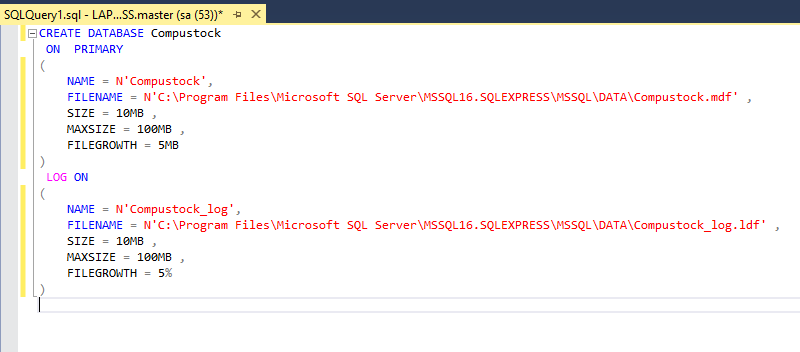 SQLQuery1.sql - LAP...SS.master (sa (53))*
CREATE DATABASE Compustock
ON PRIMARY
(
NAME = N'Compustock',
FILENAME = N'C:\Program Files\Microsoft SQL Server\MSSQL16.SQLEXPRESS\MSSQL\DATA\Compustock.mdf' ,
SIZE = 10MB ,
MAXSIZE = 100MB ,
FILEGROWTH = 5MB
)
LOG ON
(
NAME = N'Compustock_log',
FILENAME = N'C:\Program Files\Microsoft SQL Server\MSSQL16.SQLEXPRESS\MSSQL\DATA\Compustock_log.ldf' ,
SIZE = 10MB ,
MAXSIZE = 100MB ,
FILEGROWTH = 5%
)